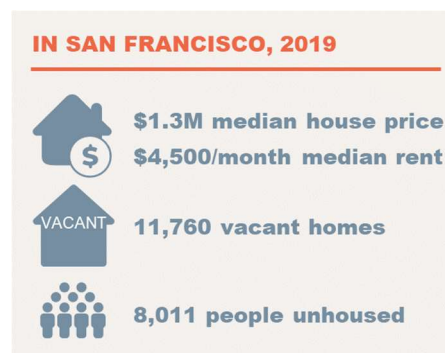 IN SAN FRANCISCO, 2019
$1.3M median house price
$4,500/month median rent
VACANT
11,760 vacant homes
8,011 people unhoused